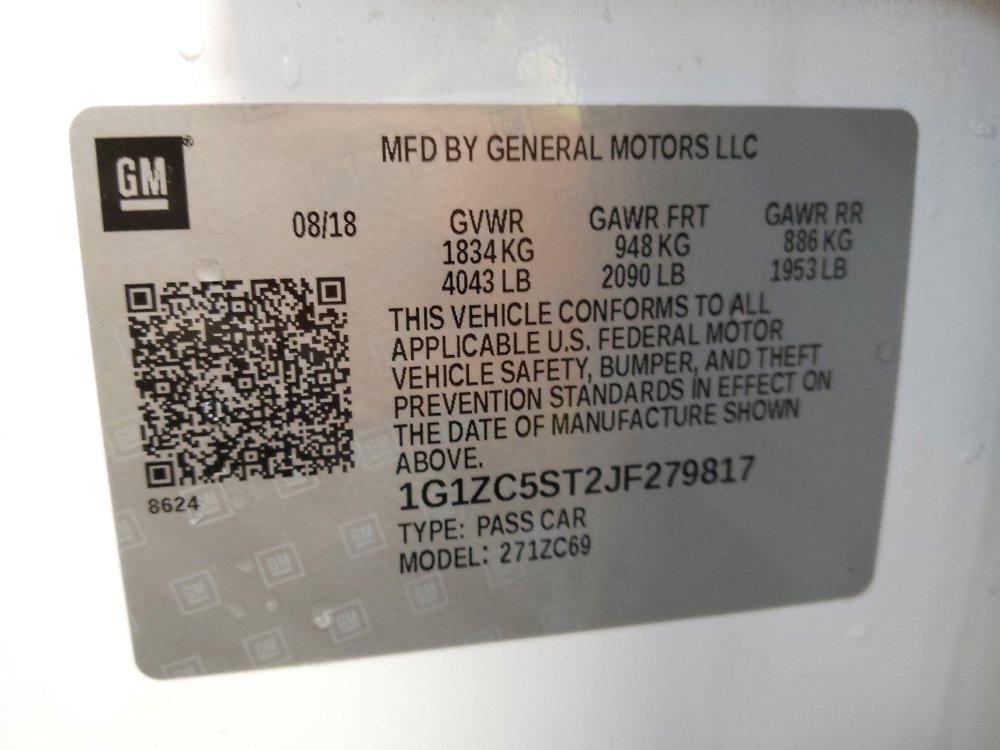 GM
MFD BY GENERAL MOTORS LLC
08/18 GVWR GAWR FRT GAWR RR
1834 KG 948 KG 886 KG
4043 LB 2090 LB 1953 LB
THIS VEHICLE CONFORMS TO ALL
APPLICABLE U.S. FEDERAL MOTOR
VEHICLE SAFETY, BUMPER, AND THEFT
PREVENTION STANDARDS IN EFFECT ON
THE DATE OF MANUFACTURE SHOWN
ABOVE.
8624
1G1ZC5ST2JF279817
TYPE: PASS CAR
MODEL: 271ZC69